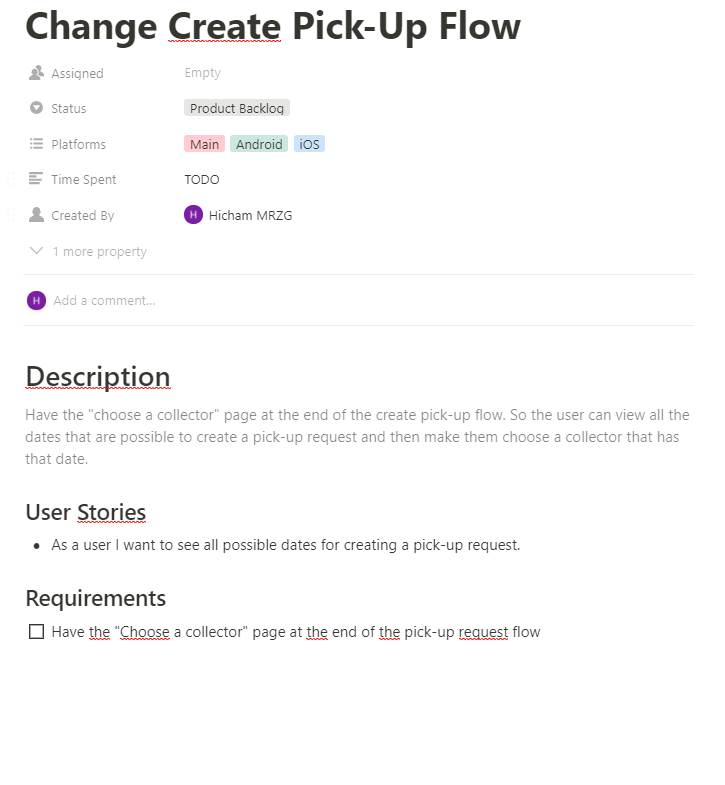 Change Create Pick-Up Flow
Assigned Empty
Status Product Backlog
Platforms Main Android iOS
Time Spent TODO
Created By H Hicham MRZG
1 more property
H Add a comment...
Description
Have the "choose a collector" page at the end of the create pick-up flow. So the user can view all the
dates that are possible to create a pick-up request and then make them choose a collector that has
that date.
User Stories
• As a user I want to see all possible dates for creating a pick-up request.
Requirements
Have the "Choose a collector" page at the end of the pick-up request flow